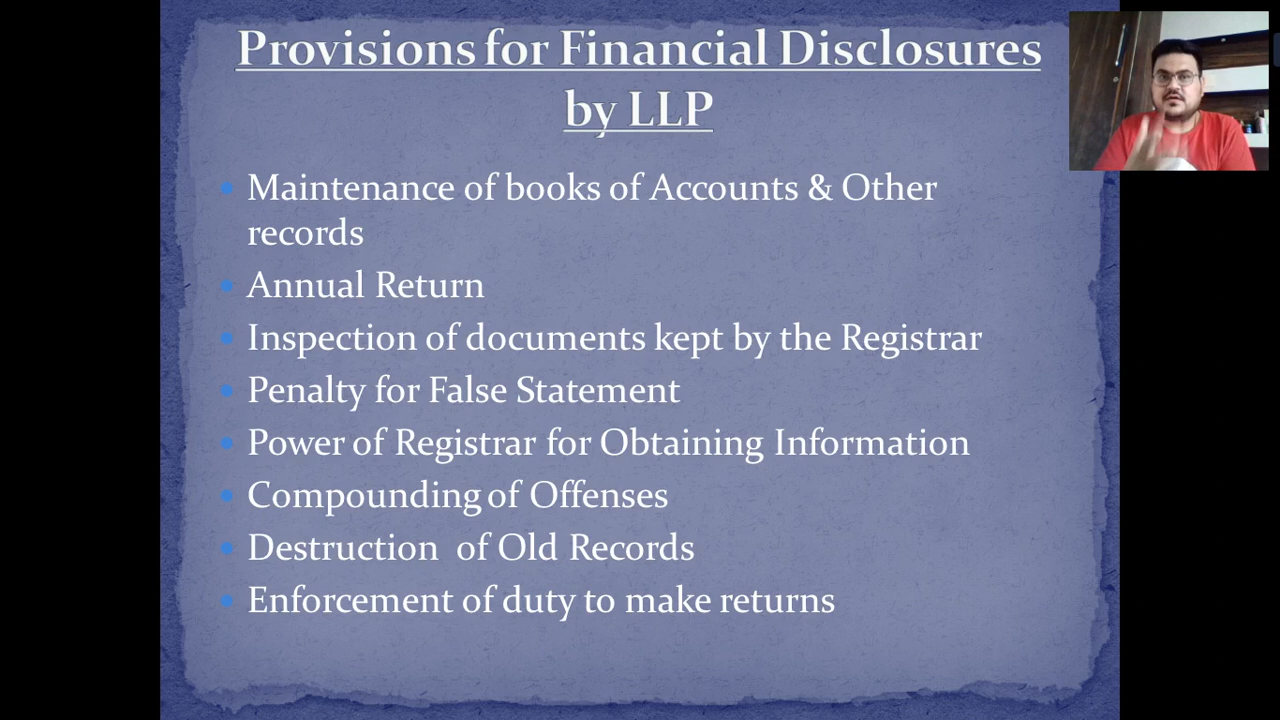 Provisions for Financial Disclosures
by LLP
Maintenance of books of Accounts & Other
records
Annual Return
Inspection of documents kept by the Registrar
Penalty for False Statement
Power of Registrar for Obtaining Information
Compounding of Offenses
Destruction of Old Records
Enforcement of duty to make returns